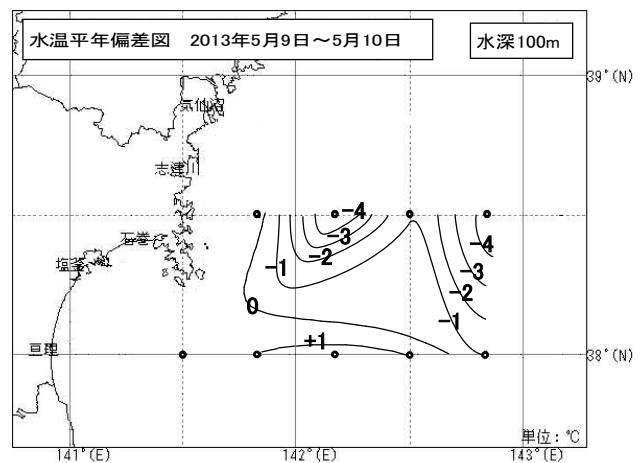 水温平年偏差図 2013年5月9日～5月10日
水深100m
39°(N)
気仙沼
志津川
-4
-3
-2
-4
石巻
塩釜
-1
-3
-2
0
-1
+1
亘理
38°(N)
単位：℃
141°(E)
142°(E)
143°(E)